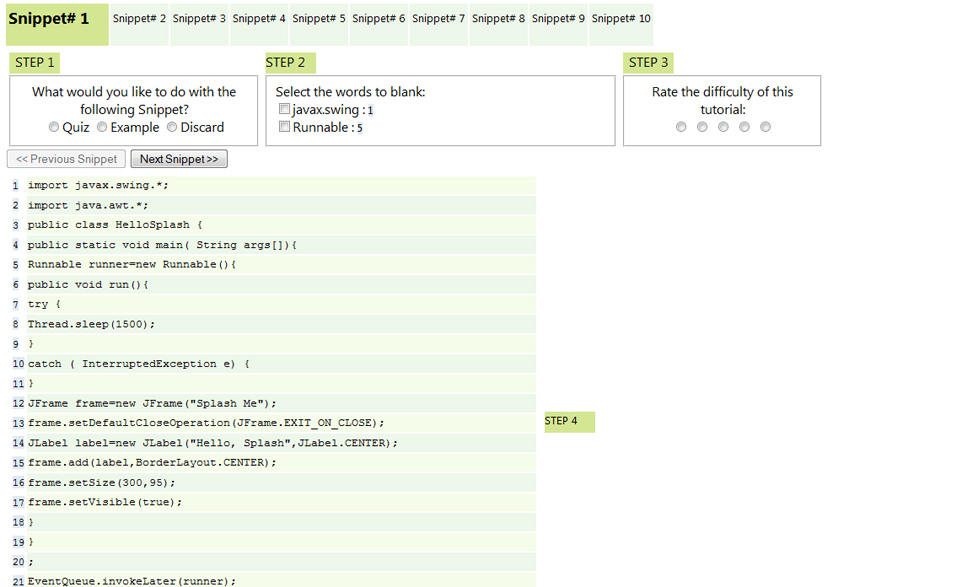 Snippet# 1 Snippet# 2 Snippet# 3 Snippet# 4 Snippet# 5 Snippet# 6 Snippet# 7 Snippet# 8 Snippet# 9 Snippet# 10
STEP 1
What would you like to do with the
following Snippet?
Quiz Example Discard
STEP 2
Select the words to blank:
javax.swing : 1
Runnable : 5
STEP 3
Rate the difficulty of this
tutorial:
<< Previous Snippet Next Snippet >>
1 import javax.swing.*;
2 import java.awt.*;
3 public class HelloSplash {
4 public static void main( String args[]){
5 Runnable runner=new Runnable(){
6 public void run(){
7 try {
8 Thread.sleep(1500);
9 }
10 catch ( InterruptedException e) {
11 }
12 JFrame frame=new JFrame("Splash Me");
13 frame.setDefaultCloseOperation(JFrame.EXIT_ON_CLOSE);
14 JLabel label=new JLabel("Hello, Splash",JLabel.CENTER);
15 frame.add(label,BorderLayout.CENTER);
16 frame.setSize(300,95);
17 frame.setVisible(true);
18 }
19 }
20 ;
21 EventQueue.invokeLater(runner);
STEP 4